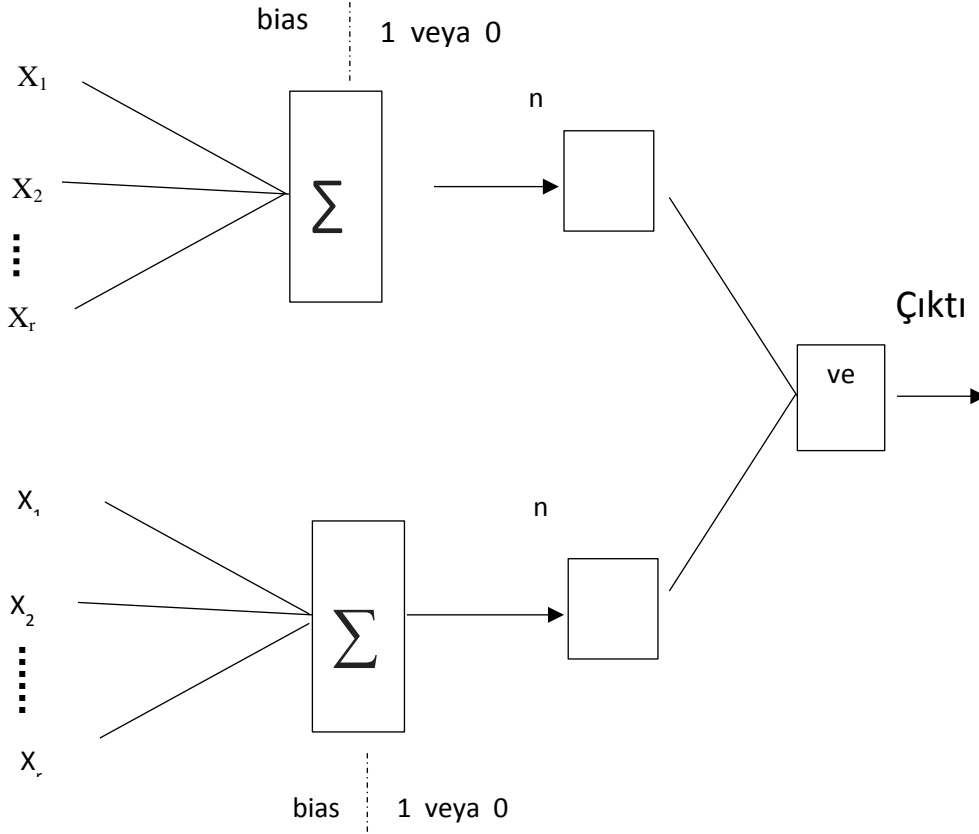 bias 1 veya 0
X1
X2
Xr
∑
n
Çıktı
ve
X1
X2
Xr
∑
n
bias 1 veya 0